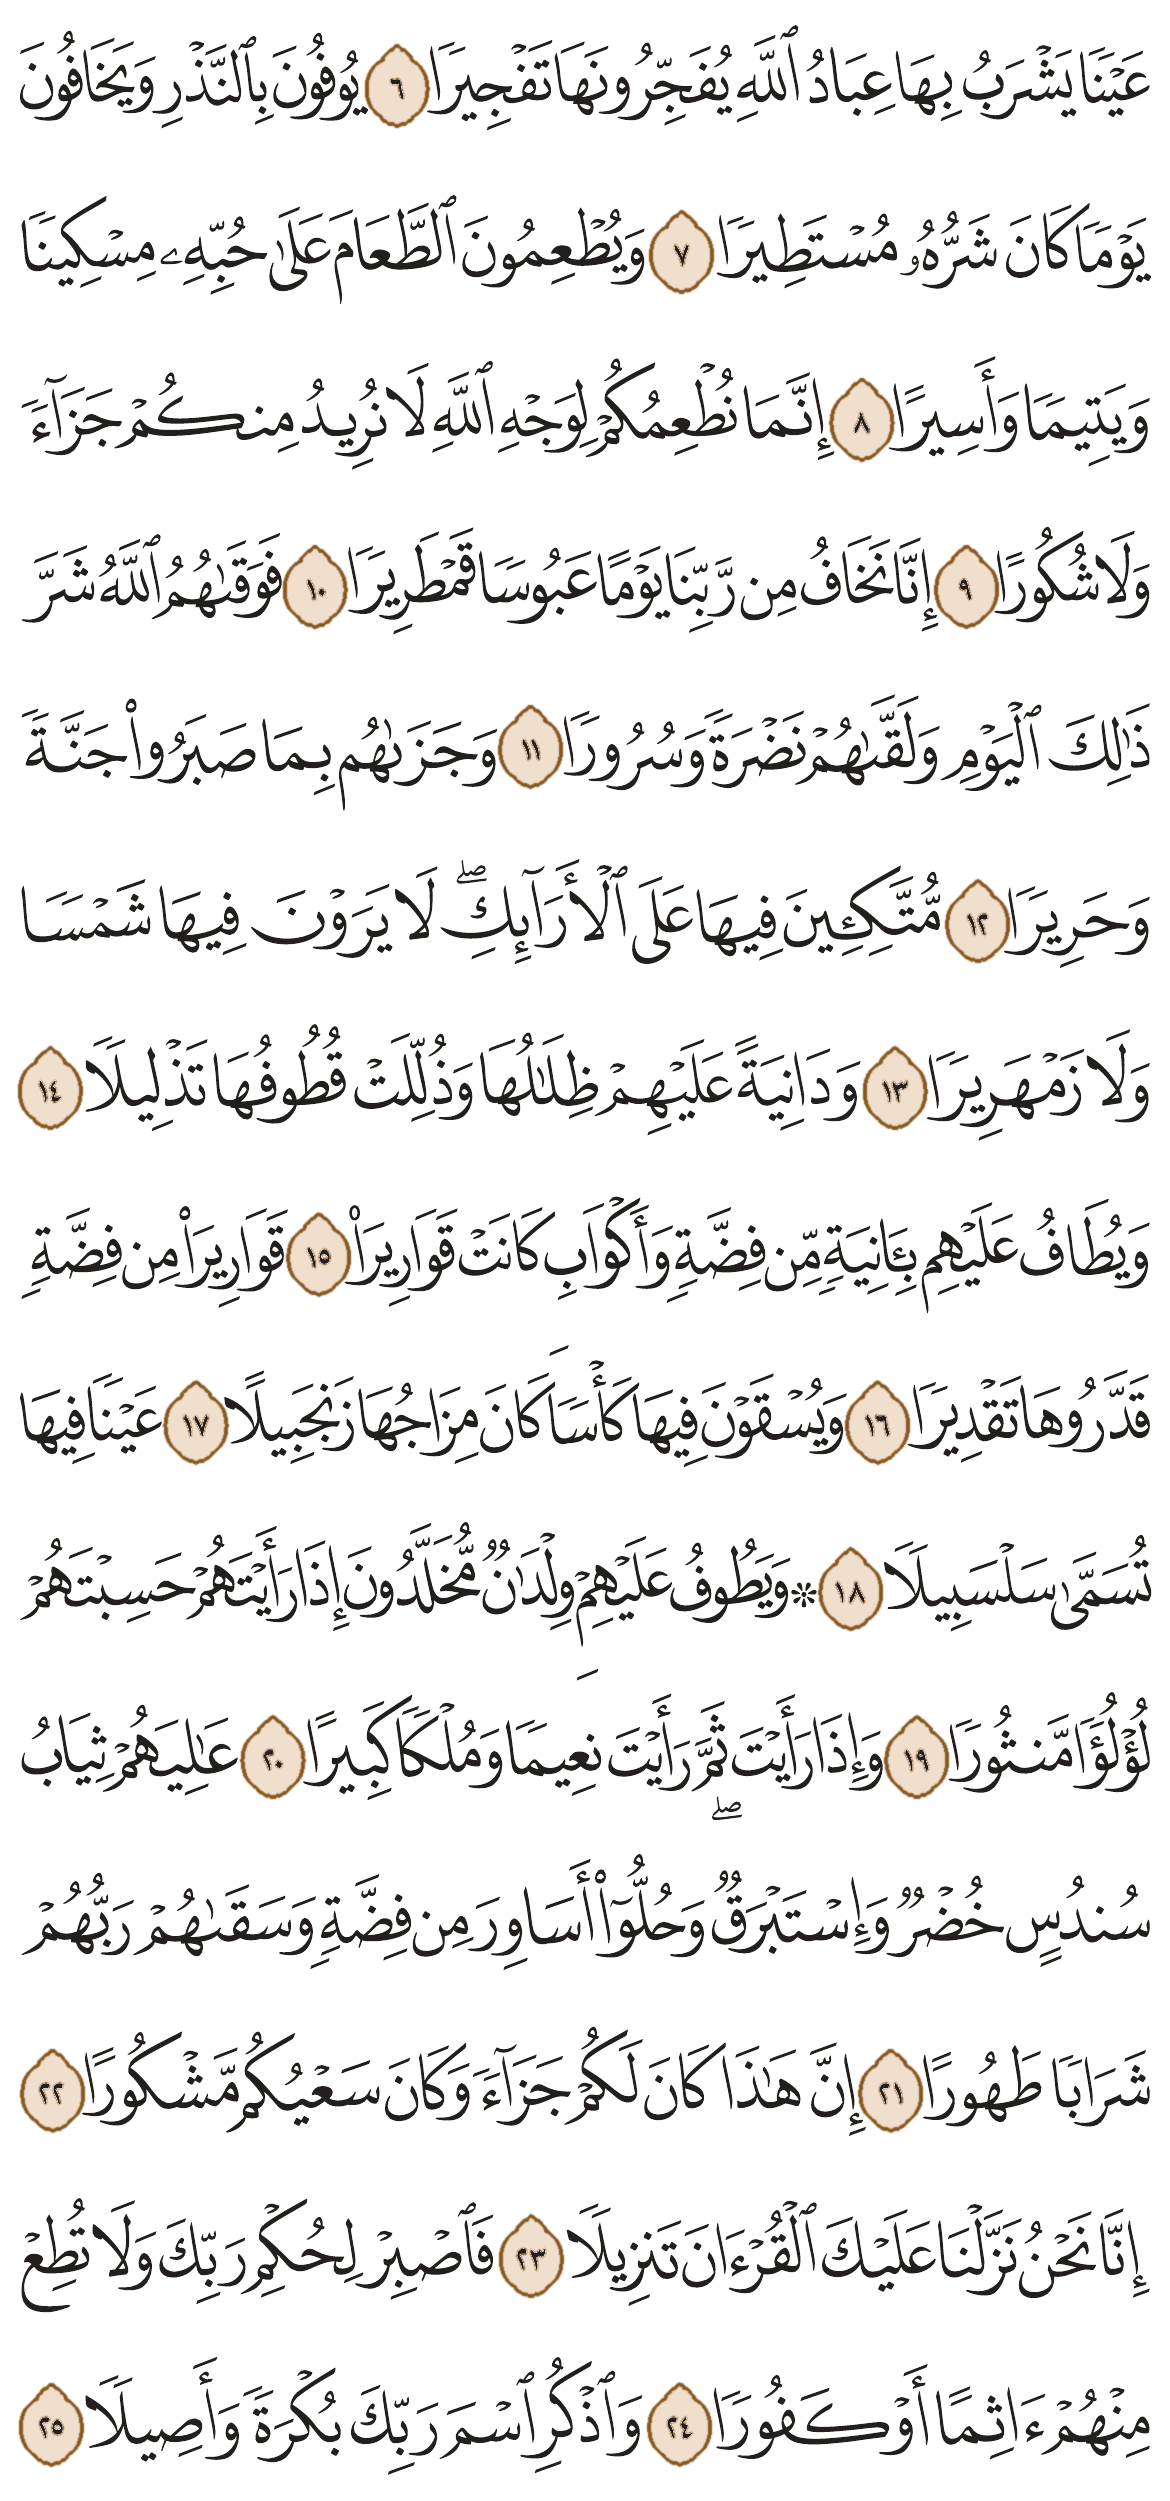 عَيۡنٗا يَشۡرَبُ بِهَا عِبَادُ ٱللَّهِ يُفَجِّرُونَهَا تَفۡجِيرٗا ٦ يُوفُونَ بِٱلنَّذۡرِ وَيَخَافُونَ
يَوۡمٗا كَانَ شَرُّهُۥ مُسۡتَطِيرٗا ٧ وَيُطۡعِمُونَ ٱلطَّعَامَ عَلَىٰ حُبِّهِۦ مِسۡكِينٗا
وَيَتِيمٗا وَأَسِيرًا ٨ إِنَّمَا نُطۡعِمُكُمۡ لِوَجۡهِ ٱللَّهِ لَا نُرِيدُ مِنكُمۡ جَزَآءٗ
وَلَا شُكُورًا ٩ إِنَّا نَخَافُ مِن رَّبِّنَا يَوۡمًا عَبُوسٗا قَمۡطَرِيرٗا ١٠ فَوَقَىٰهُمُ ٱللَّهُ شَرَّ
ذَٰلِكَ ٱلۡيَوۡمِ وَلَقَّىٰهُمۡ نَضۡرَةٗ وَسُرُورٗا ١١ وَجَزَىٰهُم بِمَا صَبَرُواْ جَنَّةٗ
وَحَرِيرٗا ١٢ مُّتَّكِـِٔينَ فِيهَا عَلَى ٱلۡأَرَآئِكِۖ لَا يَرَوۡنَ فِيهَا شَمۡسٗا
وَلَا زَمۡهَرِيرٗا ١٣ وَدَانِيَةً عَلَيۡهِمۡ ظِلَٰلُهَا وَذُلِّلَتۡ قُطُوفُهَا تَذۡلِيلٗا ١٤
وَيُطَافُ عَلَيۡهِم بِـَٔانِيَةٖ مِّن فِضَّةٖ وَأَكۡوَابٖ كَانَتۡ قَوَارِيرَا۠ ١٥ قَوَارِيرَاْ مِن فِضَّةٖ
قَدَّرُوهَا تَقۡدِيرٗا ١٦ وَيُسۡقَوۡنَ فِيهَا كَأۡسٗا كَانَ مِزَاجُهَا زَنجَبِيلًا ١٧ عَيۡنٗا فِيهَا
تُسَمَّىٰ سَلۡسَبِيلٗا ١٨ ۞وَيَطُوفُ عَلَيۡهِمۡ وِلۡدَٰنٞ مُّخَلَّدُونَ إِذَا رَأَيۡتَهُمۡ حَسِبۡتَهُمۡ
لُؤۡلُؤٗا مَّنثُورٗا ١٩ وَإِذَا رَأَيۡتَ ثَمَّ رَأَيۡتَ نَعِيمٗا وَمُلۡكٗا كَبِيرًا ٢٠ عَٰلِيَهُمۡ ثِيَابُ
سُندُسٍ خُضۡرٞ وَإِسۡتَبۡرَقٞۖ وَحُلُّوٓاْ أَسَاوِرَ مِن فِضَّةٖ وَسَقَىٰهُمۡ رَبُّهُمۡ
شَرَابٗا طَهُورًا ٢١ إِنَّ هَٰذَا كَانَ لَكُمۡ جَزَآءٗ وَكَانَ سَعۡيُكُم مَّشۡكُورًا ٢٢
إِنَّا نَحۡنُ نَزَّلۡنَا عَلَيۡكَ ٱلۡقُرۡءَانَ تَنزِيلٗا ٢٣ فَٱصۡبِرۡ لِحُكۡمِ رَبِّكَ وَلَا تُطِعۡ
مِنۡهُمۡ ءَاثِمًا أَوۡ كَفُورٗا ٢٤ وَٱذۡكُرِ ٱسۡمَ رَبِّكَ بُكۡرَةٗ وَأَصِيلٗا ٢٥